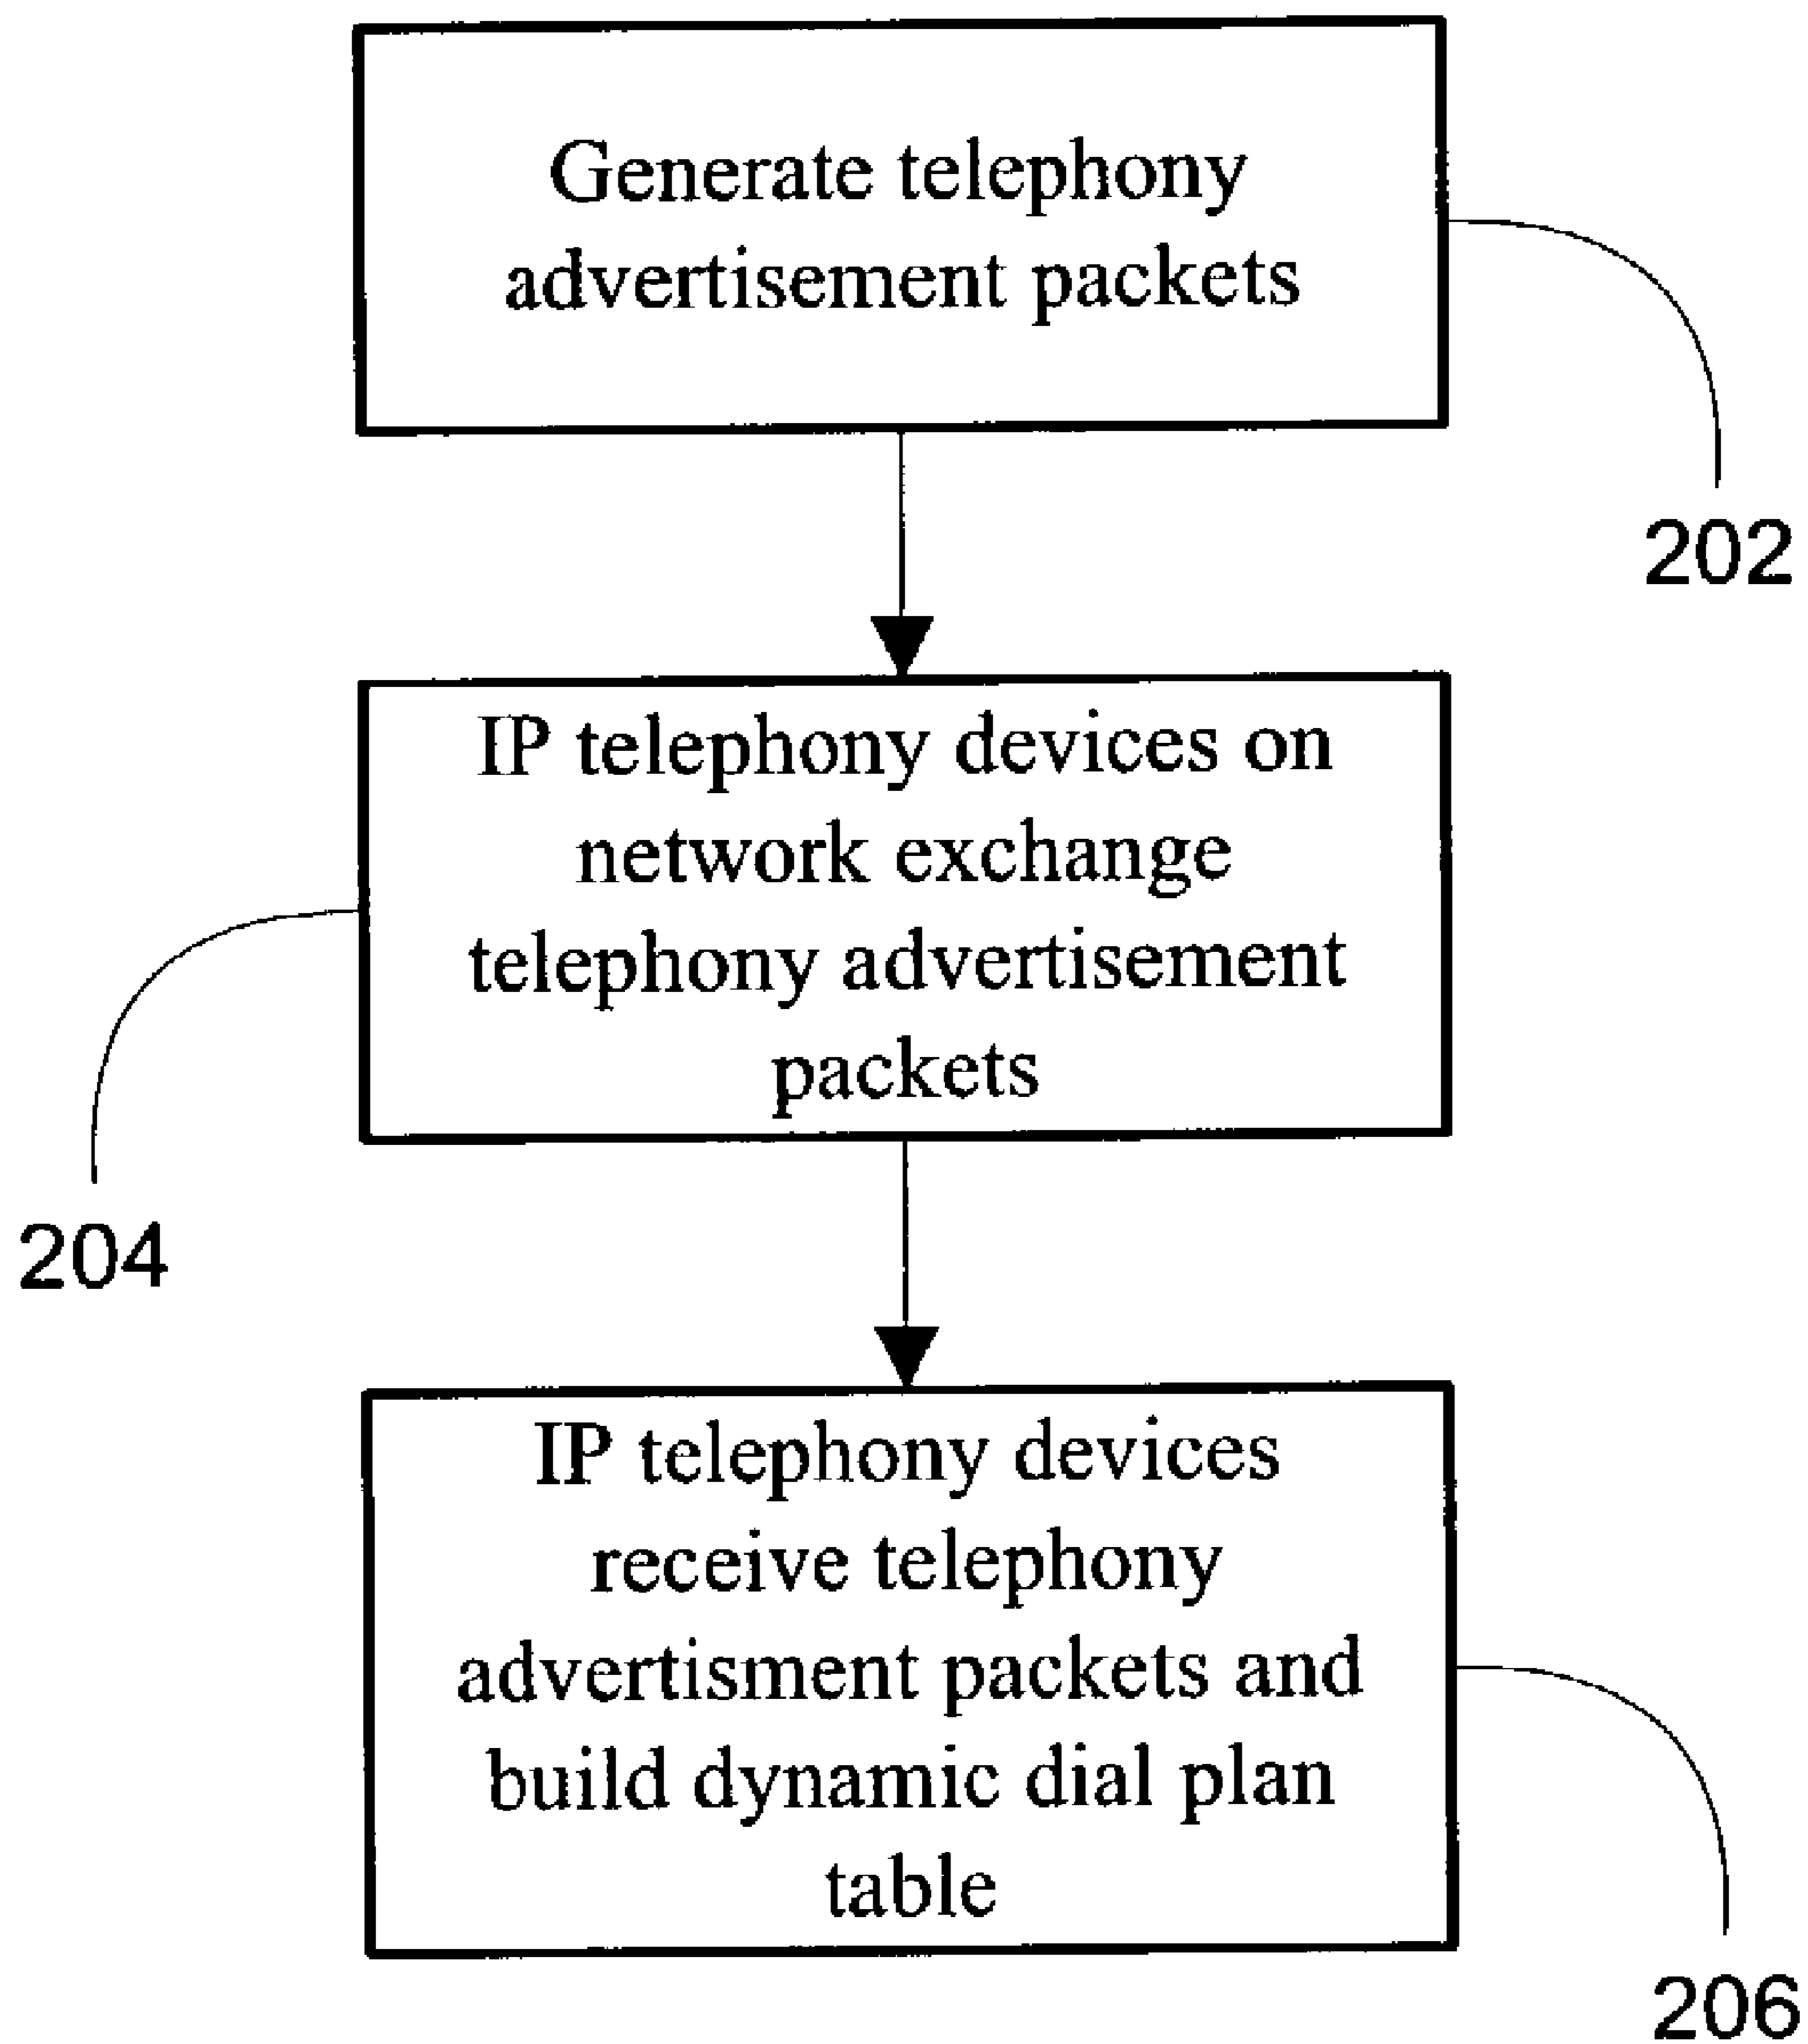 Generate telephony
advertisement packets
202
IP telephony devices on
network exchange
telephony advertisement
packets
204
IP telephony devices
receive telephony
advertisment packets and
build dynamic dial plan
table
206